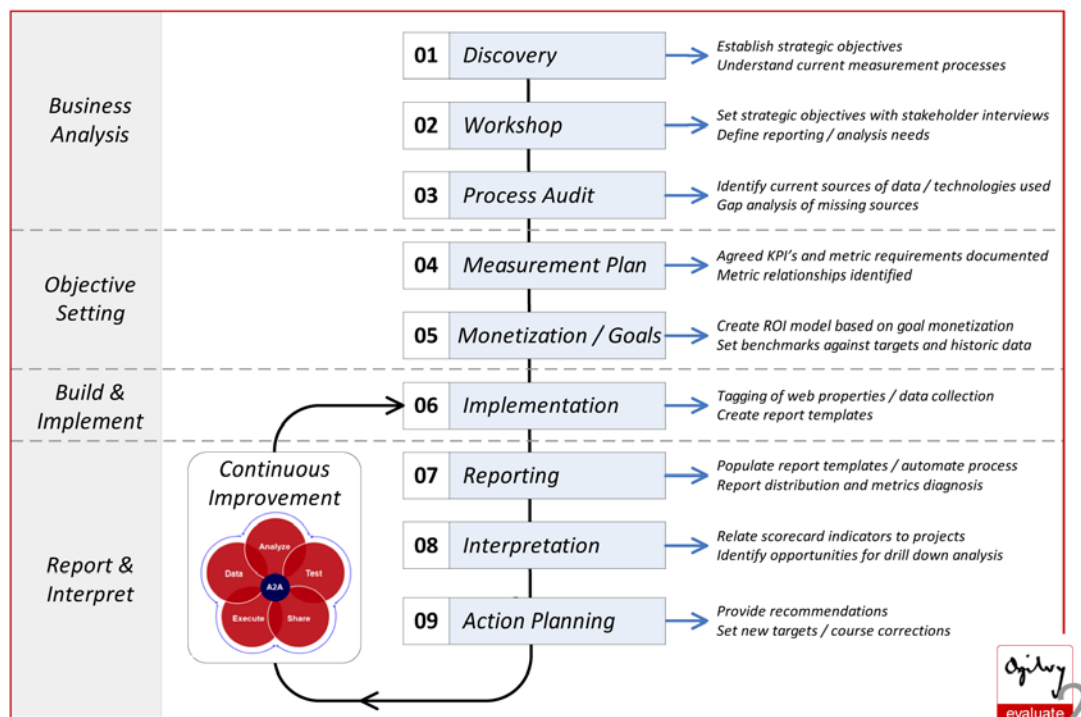 Business
Analysis
01 Discovery
Establish strategic objectives
Understand current measurement processes
02 Workshop
Set strategic objectives with stakeholder interviews
Define reporting / analysis needs
03 Process Audit
Identify current sources of data / technologies used
Gap analysis of missing sources
Objective
Setting
04 Measurement Plan
Agreed KPI's and metric requirements documented
Metric relationships identified
05 Monetization / Goals
Create ROI model based on goal monetization
Set benchmarks against targets and historic data
Build &
Implement
06 Implementation
Tagging of web properties / data collection
Create report templates
Report &
Interpret
Continuous
Improvement
Analyze
Data
Test
A2A
Execute
Share
07 Reporting
Populate report templates / automate process
Report distribution and metrics diagnosis
08 Interpretation
Relate scorecard indicators to projects
Identify opportunities for drill down analysis
09 Action Planning
Provide recommendations
Set new targets / course corrections
Ogilvy
evaluate